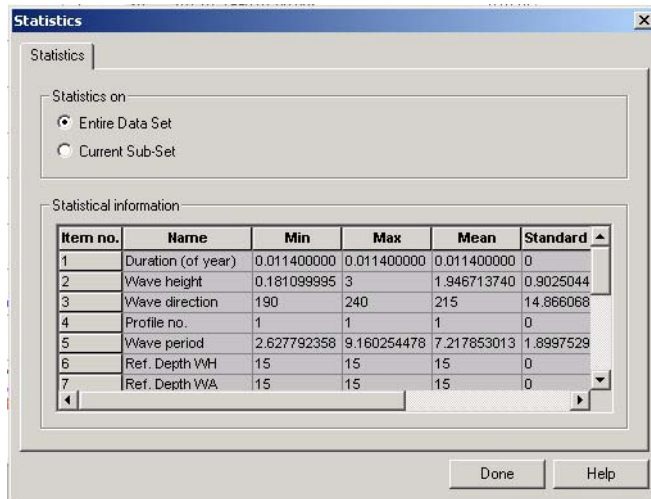 Statistics
Statistics
Statistics on
Entire Data Set
Current Sub-Set
Statistical information
Item no. Name Min Max Mean Standard
1 Duration (of year) 0.011400000 0.011400000 0.011400000 0
2 Wave height 0.181099995 3 1.946713740 0.9025044
3 Wave direction 190 240 215 14.866068
4 Profile no. 1 1 1 0
5 Wave period 2.627792358 9.160254478 7.217853013 1.8997529
6 Ref. Depth WH 15 15 15 0
7 Ref. Depth WA 15 15 15 0
Done Help